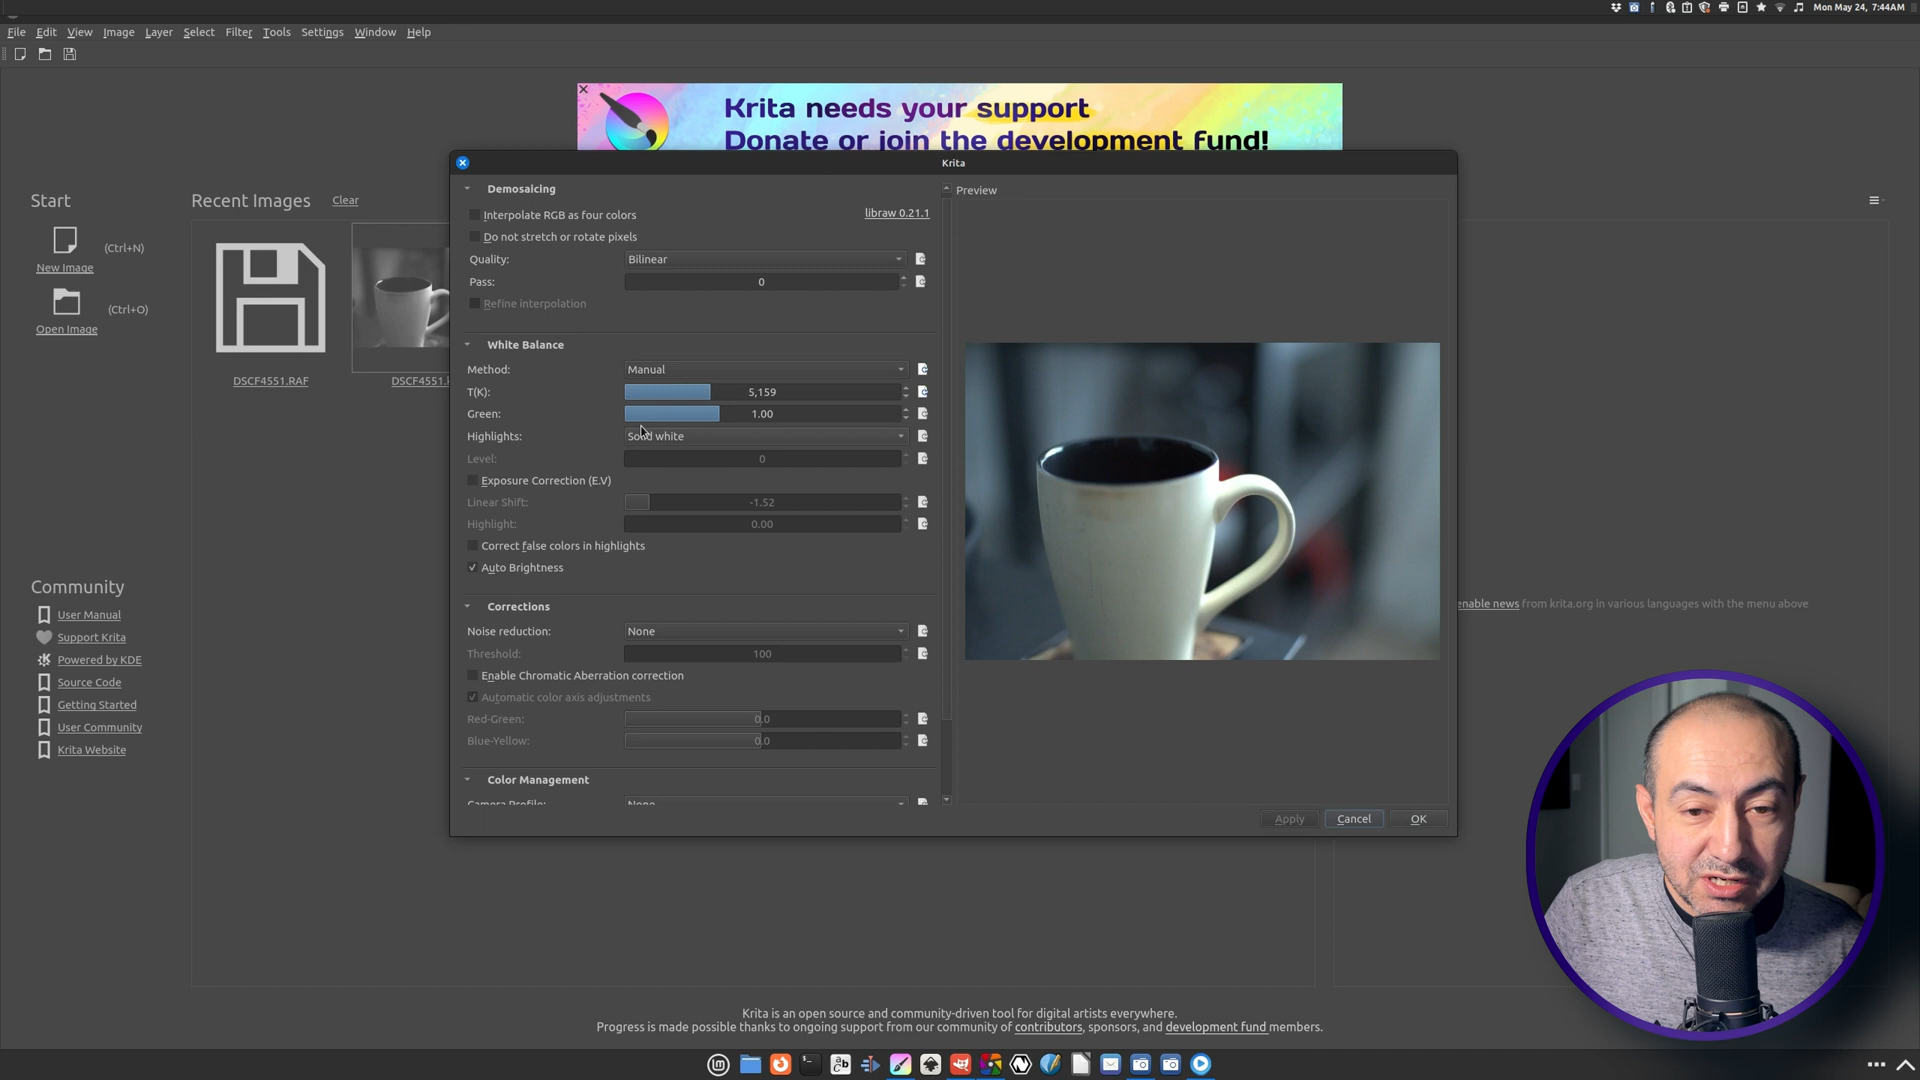 Mon May 24, 7:44AM
File Edit View Image Layer Select Filter Tools Settings Window Help
Krita needs your support
Donate or join the development fund!
Krita
Start
Recent Images Clear
New Image (Ctrl+N)
Open Image (Ctrl+O)
DSCF4551.RAF
Demosaicing
Interpolate RGB as four colors
libraw 0.21.1
Do not stretch or rotate pixels
Quality: Bilinear
Pass: 0
Refine interpolation
White Balance
Method: Manual
T(K): 5,159
Green: 1.00
Highlights: Solid white
Level: 0
Exposure Correction (E.V)
Linear Shift: -1.52
Highlight: 0.00
Correct false colors in highlights
Auto Brightness
Corrections
Noise reduction: None
Threshold: 100
Enable Chromatic Aberration correction
Automatic color axis adjustments
Red-Green: 0.0
Blue-Yellow: 0.0
Color Management
Camera Profile: None
Preview
Apply Cancel OK
Community
User Manual
Support Krita
Powered by KDE
Source Code
Getting Started
User Community
Krita Website
enable news from krita.org in various languages with the menu above
Krita is an open source and community-driven tool for digital artists everywhere.
Progress is made possible thanks to ongoing support from our community of contributors, sponsors, and development fund members.